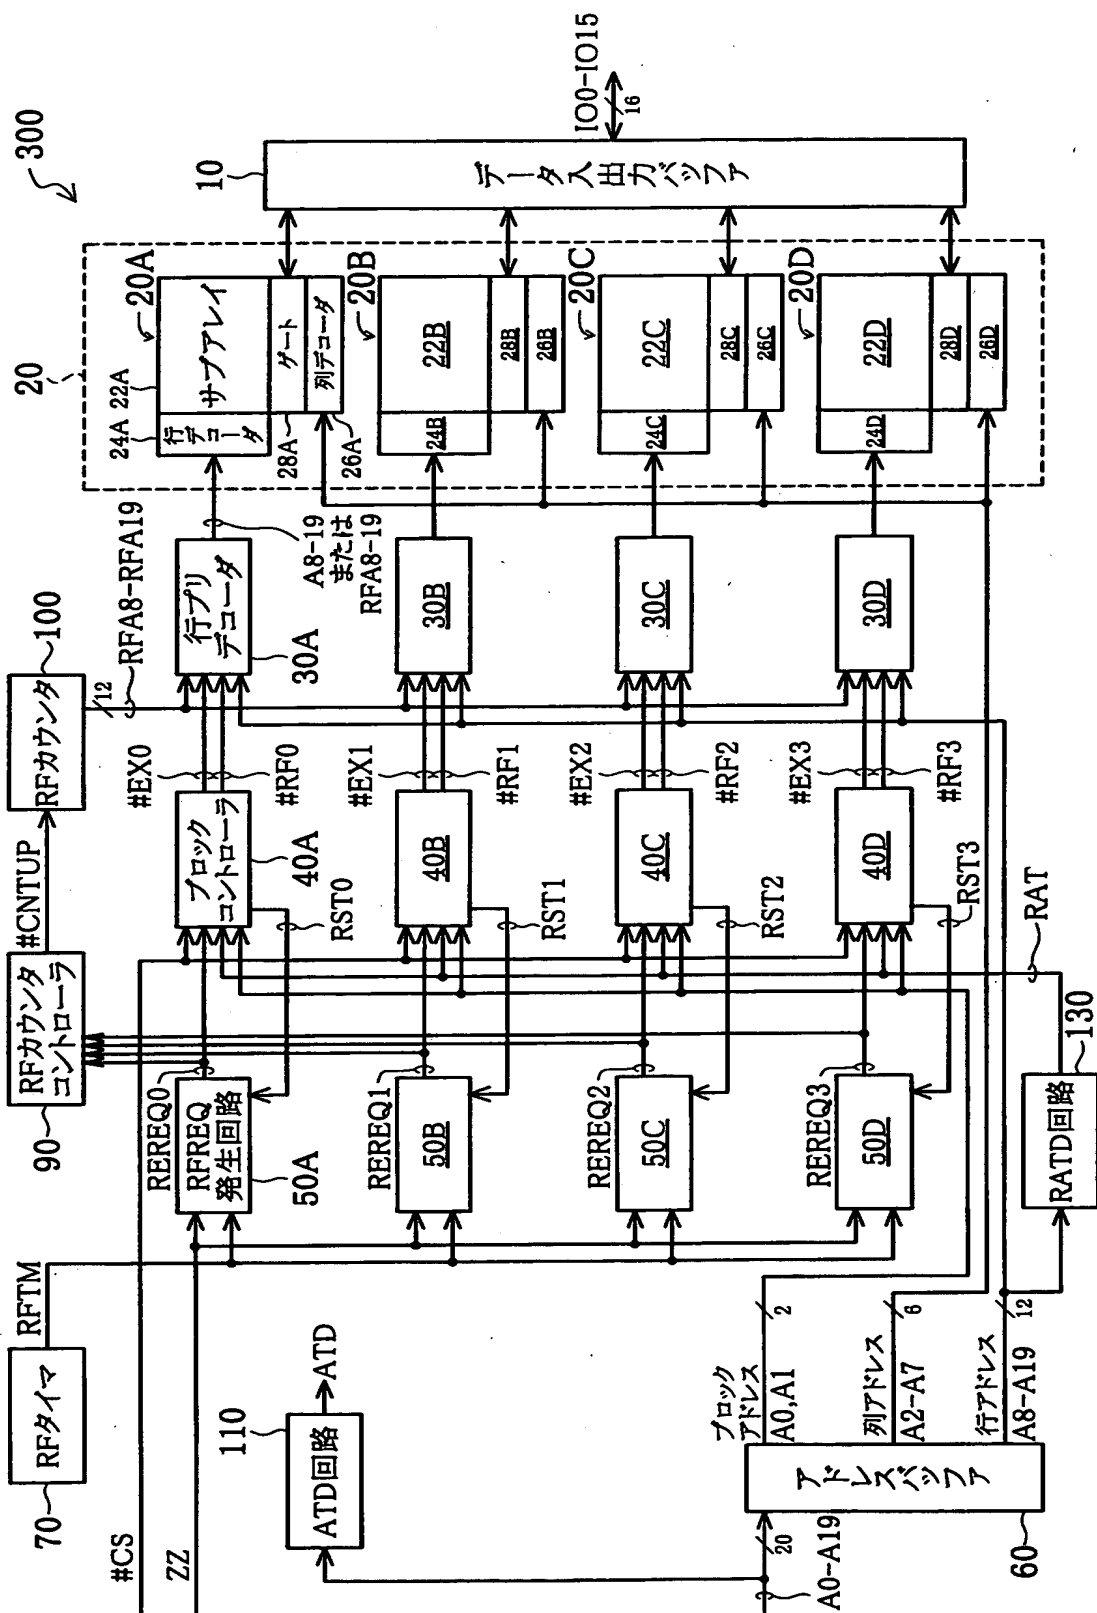 300
70
RFタイマ
RFTM
90
RFカウンタ
コントローラ
#CNTUP
100
RFカウンタ
12
RFA8-RFA19
20
10
データ入出力バッファ
IO0-IO15
16
#CS
ZZ
REREQ0
RFREQ
発生回路
50A
ブロック
コントローラ
40A
RST0
#EX0
#RF0
行プリ
デコーダ
30A
A8-19
または
RFA8-19
20A
24A
22A
行
デコーダ
サブアレイ
ゲート
列デコーダ
28A
26A
REREQ1
50B
40B
RST1
#EX1
#RF1
30B
20B
24B
22B
28B
26B
REREQ2
50C
40C
RST2
#EX2
#RF2
30C
20C
24C
22C
28C
26C
REREQ3
50D
40D
RST3
#EX3
#RF3
30D
20D
24D
22D
28D
26D
110
ATD回路
ATD
A0-A19
20
60
アドレスバッファ
ブロック
アドレス
A0,A1
2
列アドレス
A2-A7
6
行アドレス
A8-A19
12
RATD回路
130
RAT